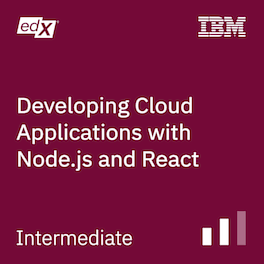 edX
IBM
Developing Cloud
Applications with
Node.js and React
Intermediate